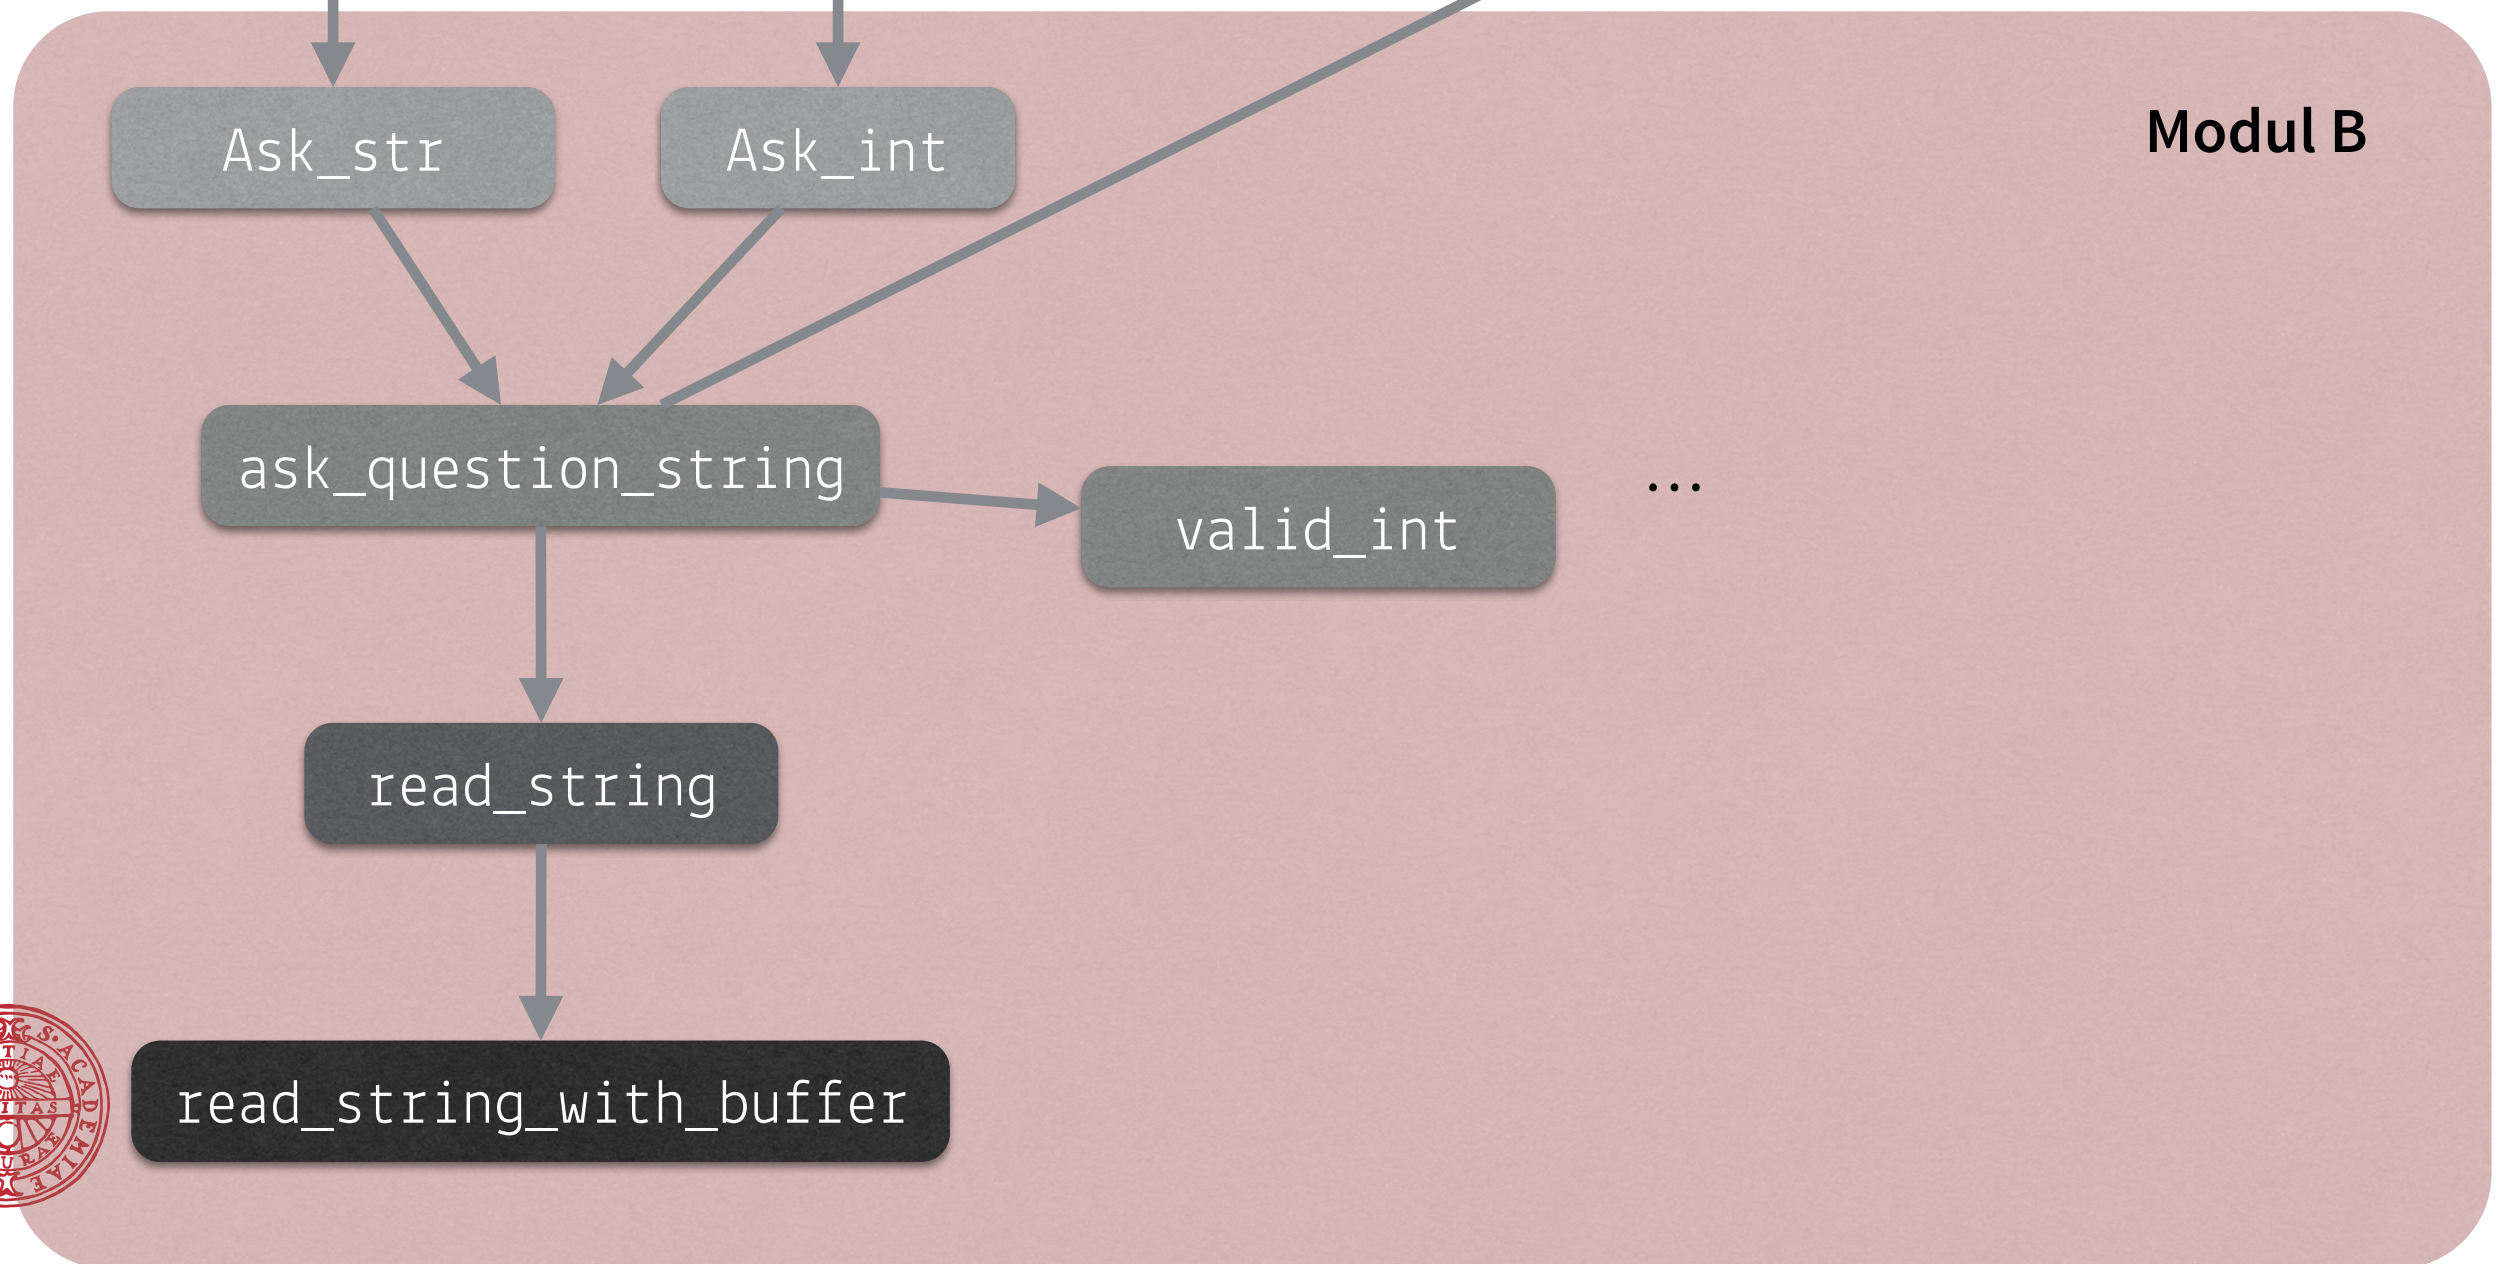 Modul B
Ask_str
Ask_int
ask_question_string
valid_int
...
read_string
read_string_with_buffer